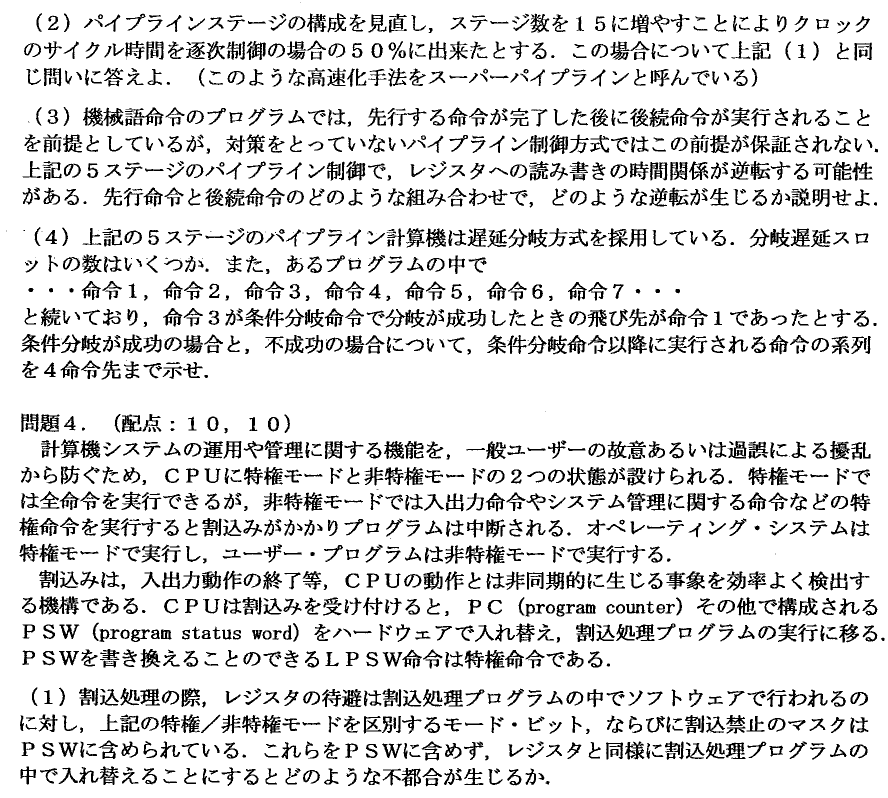 （２）パイプラインステージの構成を見直し，ステージ数を１５に増やすことによりクロック
のサイクル時間を逐次制御の場合の５０％に出来たとする．この場合について上記（１）と同
じ問いに答えよ．（このような高速化手法をスーパーパイプラインと呼んでいる）
（３）機械語命令のプログラムでは，先行する命令が完了した後に後続命令が実行されること
を前提としているが，対策をとっていないパイプライン制御方式ではこの前提が保証されない．
上記の５ステージのパイプライン制御で，レジスタへの読み書きの時間関係が逆転する可能性
がある．先行命令と後続命令のどのような組み合わせで，どのような逆転が生じるか説明せよ．
（４）上記の５ステージのパイプライン計算機は遅延分岐方式を採用している．分岐遅延スロ
ットの数はいくつか．また，あるプログラムの中で
・・・命令１，命令２，命令３，命令４，命令５，命令６，命令７・・・
と続いており，命令３が条件分岐命令で分岐が成功したときの飛び先が命令１であったとする．
条件分岐が成功の場合と，不成功の場合について，条件分岐命令以降に実行される命令の系列
を４命令先まで示せ．
問題４．（配点：１０，１０）
計算機システムの運用や管理に関する機能を，一般ユーザーの故意あるいは過誤による擾乱
から防ぐため，ＣＰＵに特権モードと非特権モードの２つの状態が設けられる．特権モードで
は全命令を実行できるが，非特権モードでは入出力命令やシステム管理に関する命令などの特
権命令を実行すると割込みがかかりプログラムは中断される．オペレーティング・システムは
特権モードで実行し，ユーザー・プログラムは非特権モードで実行する．
割込みは，入出力動作の終了等，ＣＰＵの動作とは非同期的に生じる事象を効率よく検出す
る機構である．ＣＰＵは割込みを受け付けると，ＰＣ（program counter）その他で構成される
ＰＳＷ（program status word）をハードウェアで入れ替え，割込処理プログラムの実行に移る．
ＰＳＷを書き換えることのできるＬＰＳＷ命令は特権命令である．
（１）割込処理の際，レジスタの待避は割込処理プログラムの中でソフトウェアで行われるの
に対し，上記の特権／非特権モードを区別するモード・ビット，ならびに割込禁止のマスクは
ＰＳＷに含められている．これらをＰＳＷに含めず，レジスタと同様に割込処理プログラムの
中で入れ替えることにするとどのような不都合が生じるか．